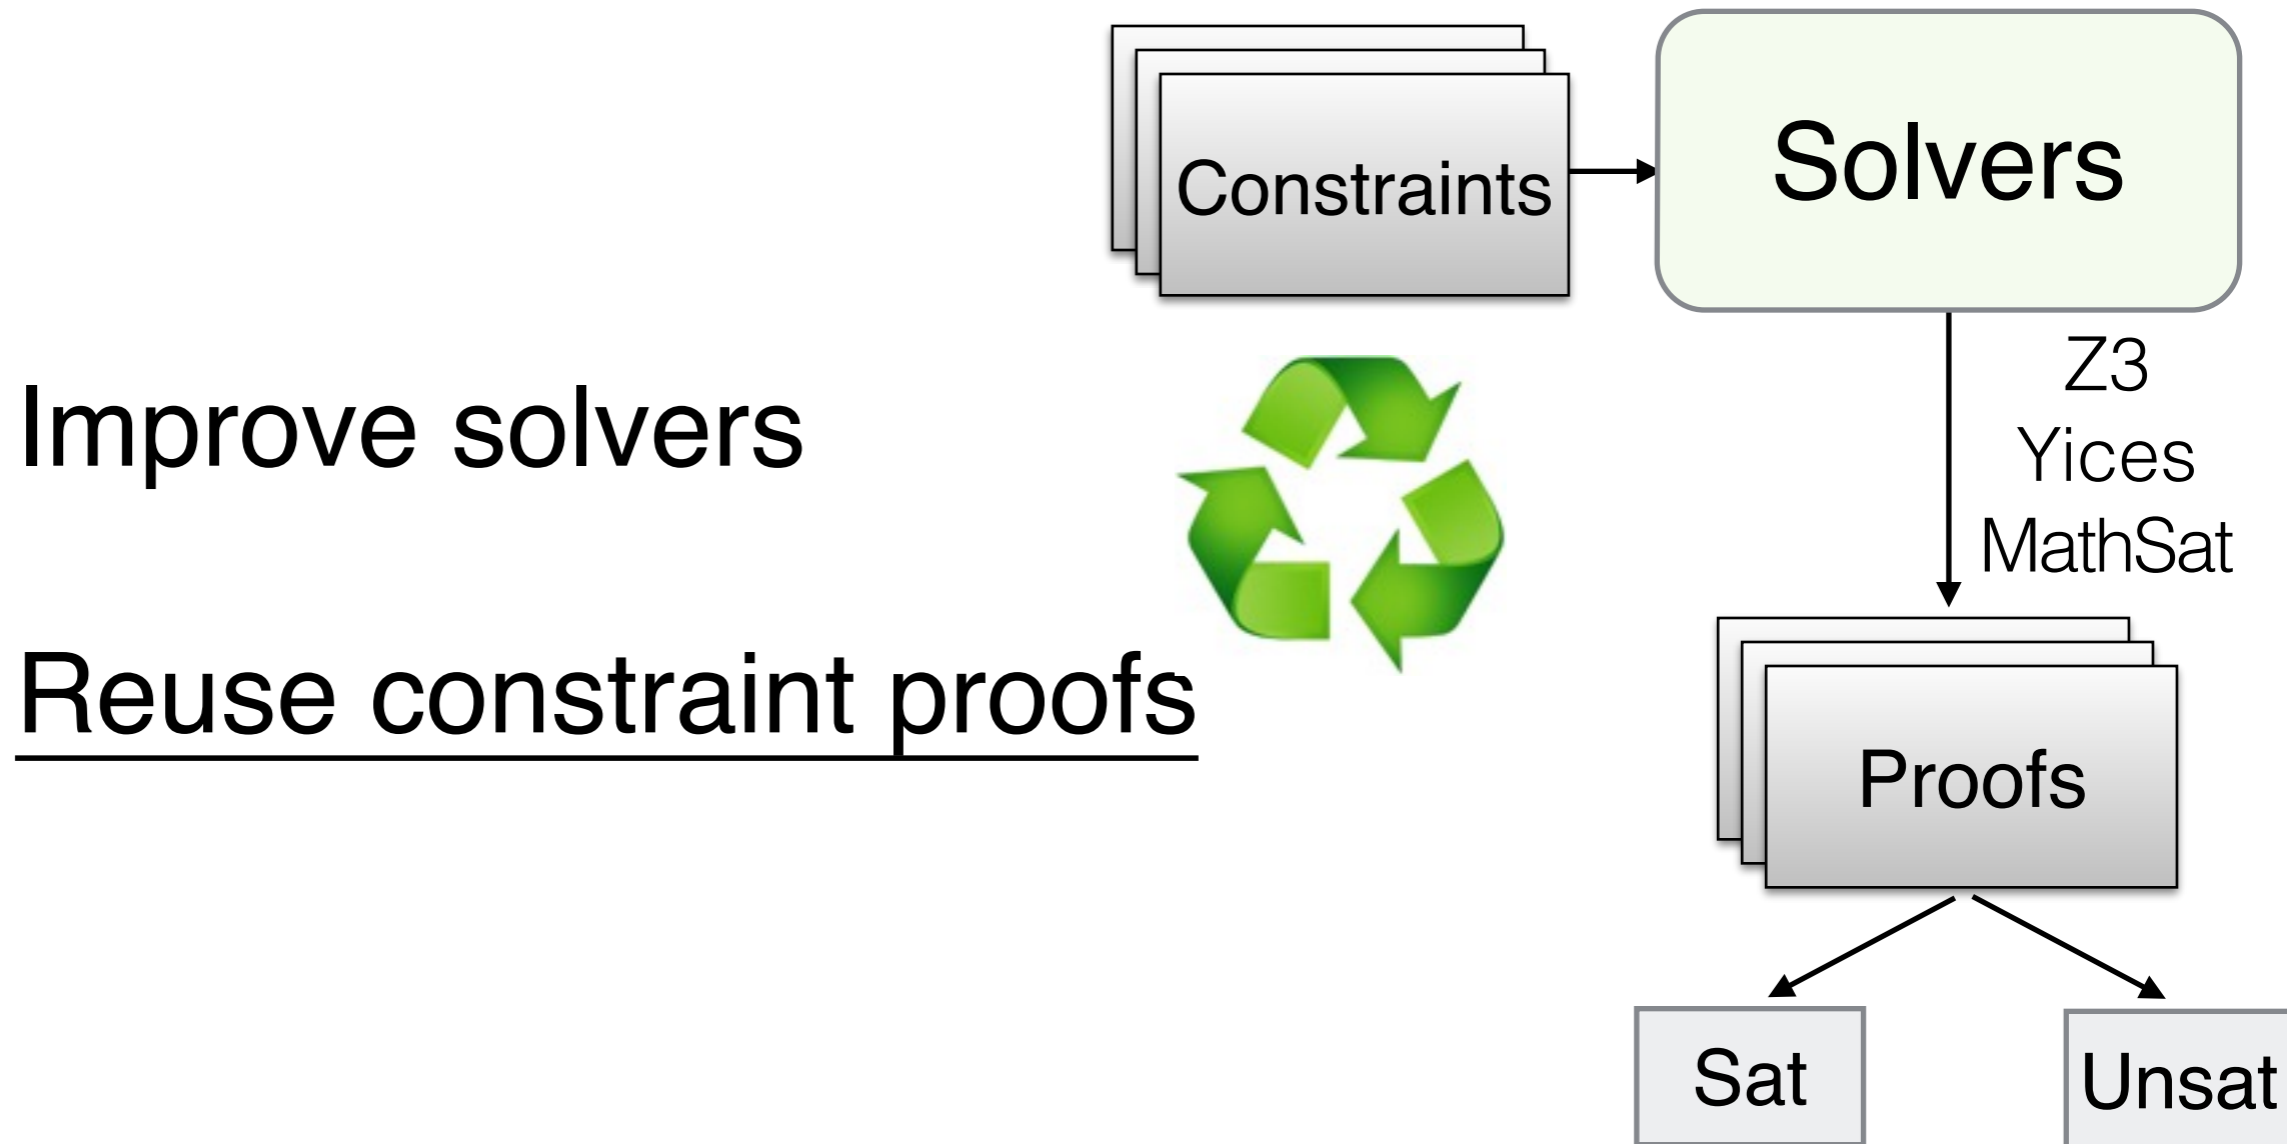 Constraints
Solvers
Z3
Yices
MathSat
Improve solvers
Reuse constraint proofs
Proofs
Sat
Unsat